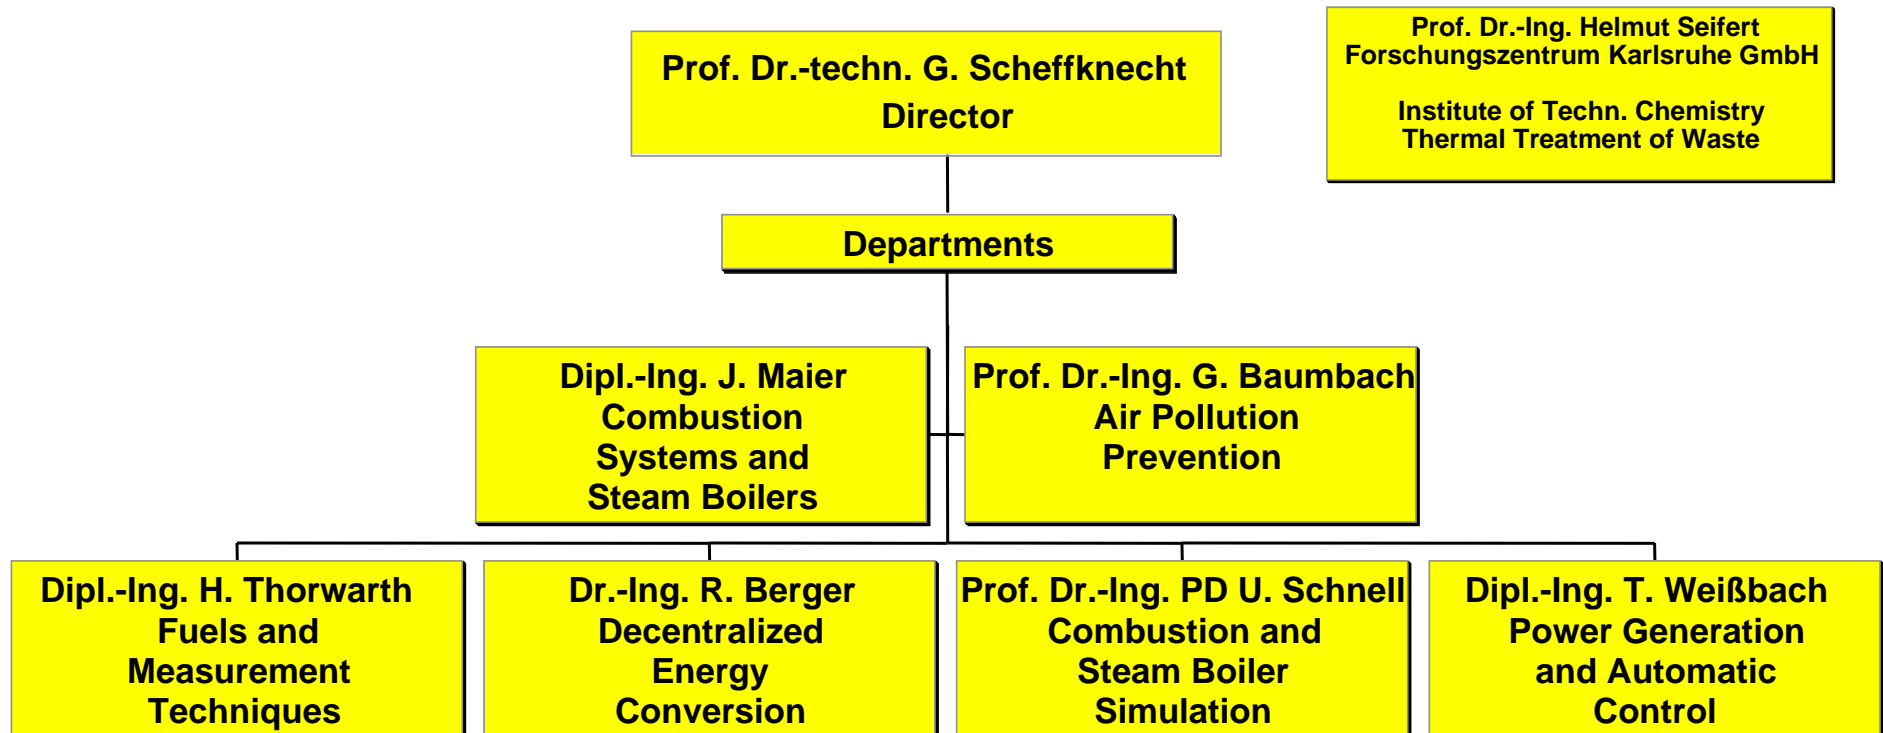 Prof. Dr.-techn. G. Scheffknecht
Director
Prof. Dr.-Ing. Helmut Seifert
Forschungszentrum Karlsruhe GmbH
Institute of Techn. Chemistry
Thermal Treatment of Waste
Departments
Dipl.-Ing. J. Maier
Combustion
Systems and
Steam Boilers
Prof. Dr.-Ing. G. Baumbach
Air Pollution
Prevention
Dipl.-Ing. H. Thorwarth
Fuels and
Measurement
Techniques
Dr.-Ing. R. Berger
Decentralized
Energy
Conversion
Prof. Dr.-Ing. PD U. Schnell
Combustion and
Steam Boiler
Simulation
Dipl.-Ing. T. Weißbach
Power Generation
and Automatic
Control